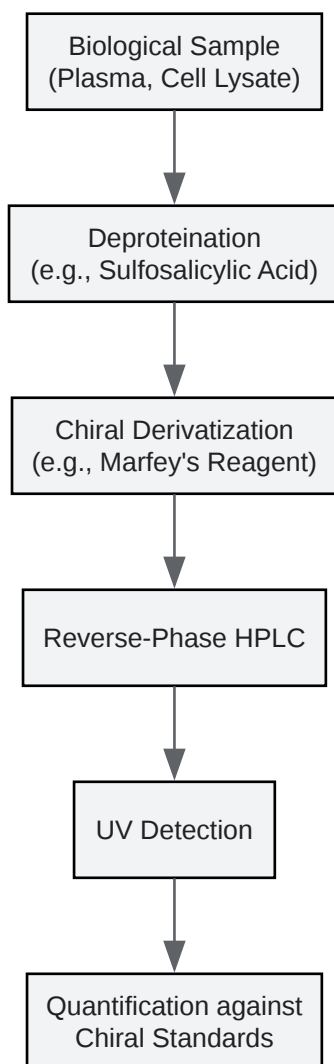 Biological Sample
(Plasma, Cell Lysate)
Deproteination
(e.g., Sulfosalicylic Acid)
Chiral Derivatization
(e.g., Marfey's Reagent)
Reverse-Phase HPLC
UV Detection
Quantification against
Chiral Standards